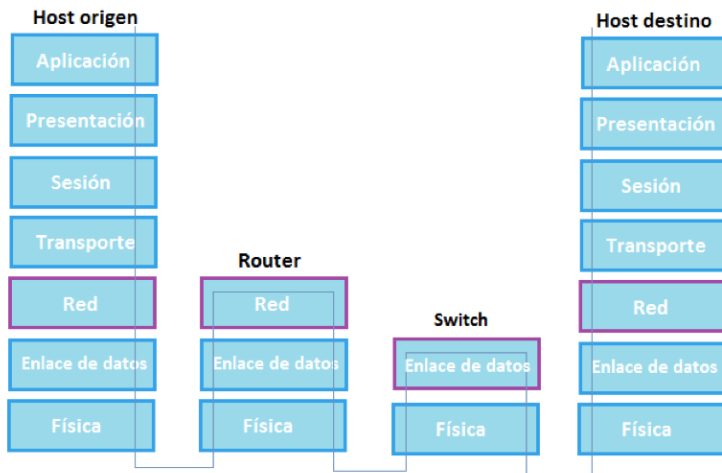 Host origen
Aplicación
Presentación
Sesión
Transporte
Red
Enlace de datos
Física
Router
Red
Enlace de datos
Física
Switch
Enlace de datos
Física
Host destino
Aplicación
Presentación
Sesión
Transporte
Red
Enlace de datos
Física